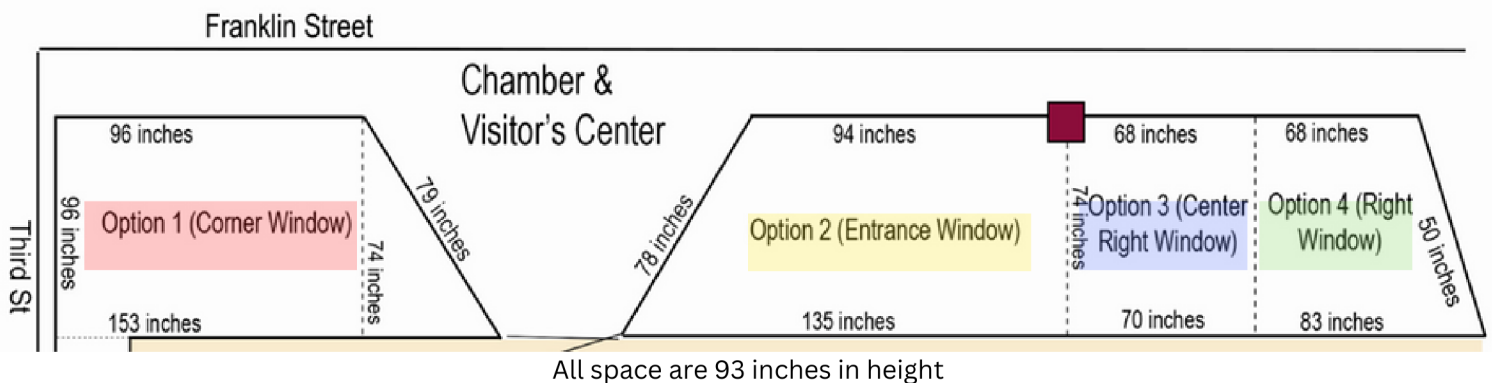 Franklin Street
Chamber &
Visitor's Center
96 inches
94 inches
68 inches
68 inches
Third St
96 inches
Option 1 (Corner Window)
74 inches
79 inches
78 inches
Option 2 (Entrance Window)
74 inches
Option 3 (Center
Right Window)
Option 4 (Right
Window)
50 inches
153 inches
135 inches
70 inches
83 inches
All space are 93 inches in height